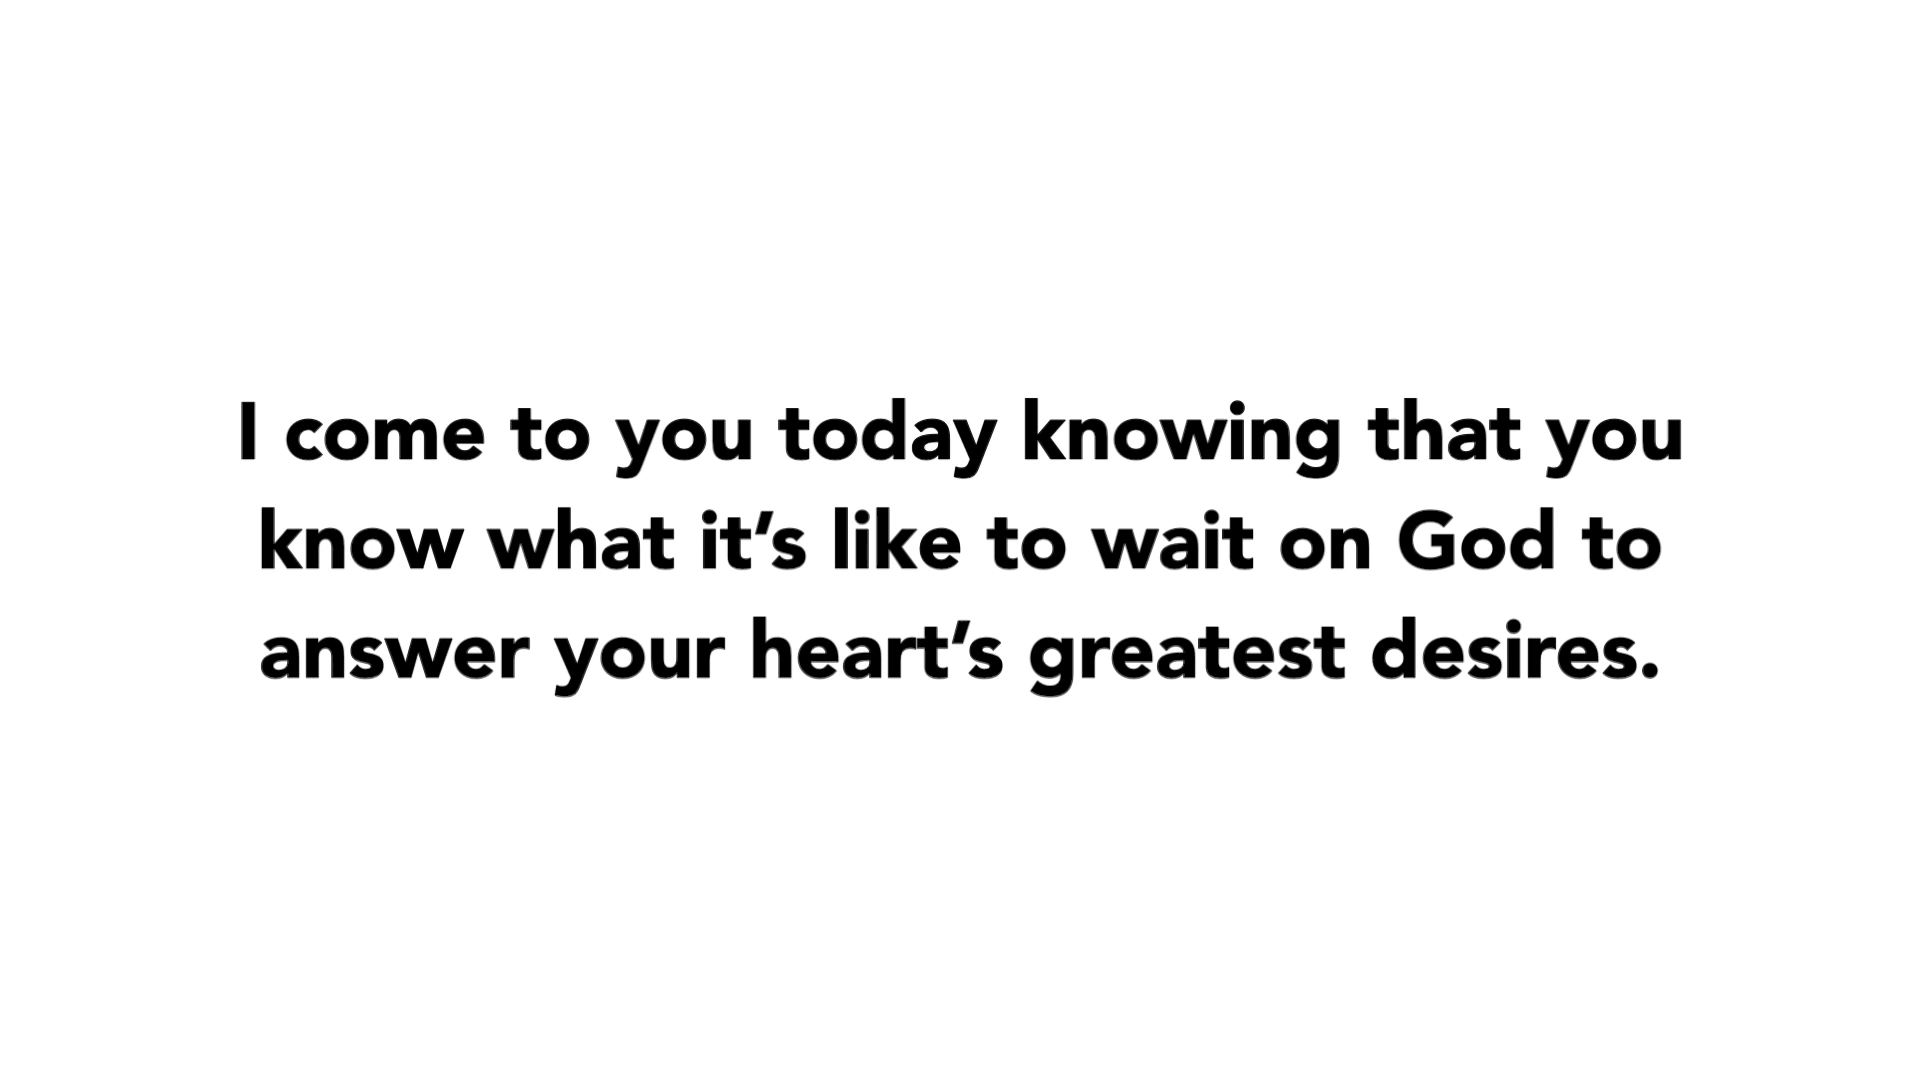 I come to you today knowing that you
know what it’s like to wait on God to
answer your heart’s greatest desires.